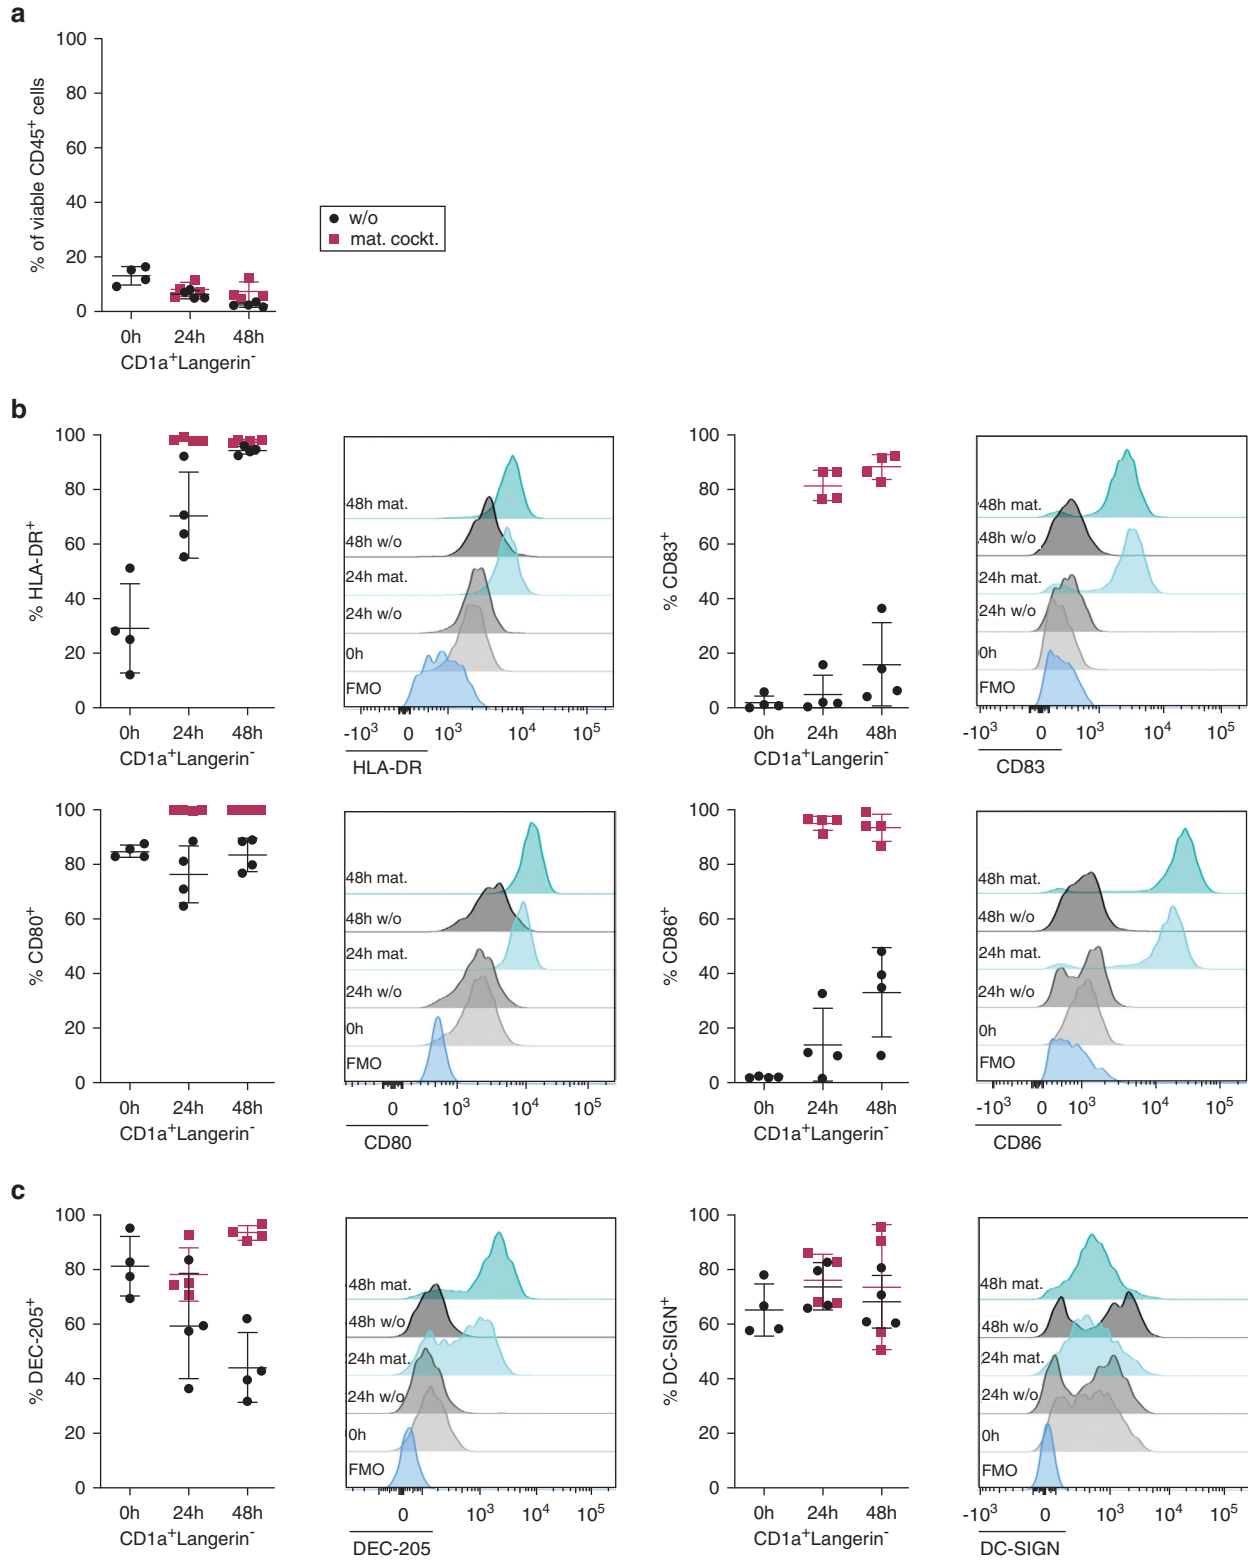 a
% of viable CD45+ cells
100
80
60
40
20
0
0h 24h 48h
CD1a+Langerin-
w/o
mat. cockt.
b
% HLA-DR+
100
80
60
40
20
0
0h 24h 48h
CD1a+Langerin-
48h mat.
48h w/o
24h mat.
24h w/o
0h
FMO
-10³ 0 10³ 10⁴ 10⁵
HLA-DR
% CD83+
100
80
60
40
20
0
0h 24h 48h
CD1a+Langerin-
48h mat.
48h w/o
24h mat.
24h w/o
0h
FMO
-10³ 0 10³ 10⁴ 10⁵
CD83
% CD80+
100
80
60
40
20
0
0h 24h 48h
CD1a+Langerin-
48h mat.
48h w/o
24h mat.
24h w/o
0h
FMO
0 10³ 10⁴ 10⁵
CD80
% CD86+
100
80
60
40
20
0
0h 24h 48h
CD1a+Langerin-
48h mat.
48h w/o
24h mat.
24h w/o
0h
FMO
-10³ 0 10³ 10⁴ 10⁵
CD86
c
% DEC-205+
100
80
60
40
20
0
0h 24h 48h
CD1a+Langerin-
48h mat.
48h w/o
24h mat.
24h w/o
0h
FMO
0 10³ 10⁴ 10⁵
DEC-205
% DC-SIGN+
100
80
60
40
20
0
0h 24h 48h
CD1a+Langerin-
48h mat.
48h w/o
24h mat.
24h w/o
0h
FMO
-10³ 0 10³ 10⁴ 10⁵
DC-SIGN